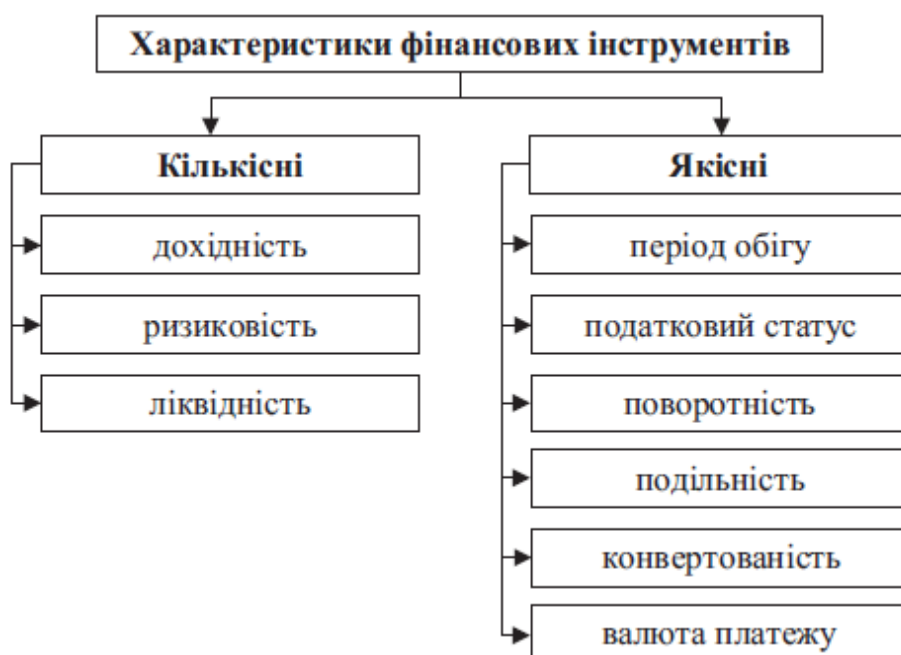 Характеристики фінансових інструментів
Кількісні
дохідність
ризиковість
ліквідність
Якісні
період обігу
податковий статус
поворотність
подільність
конвертованість
валюта платежу